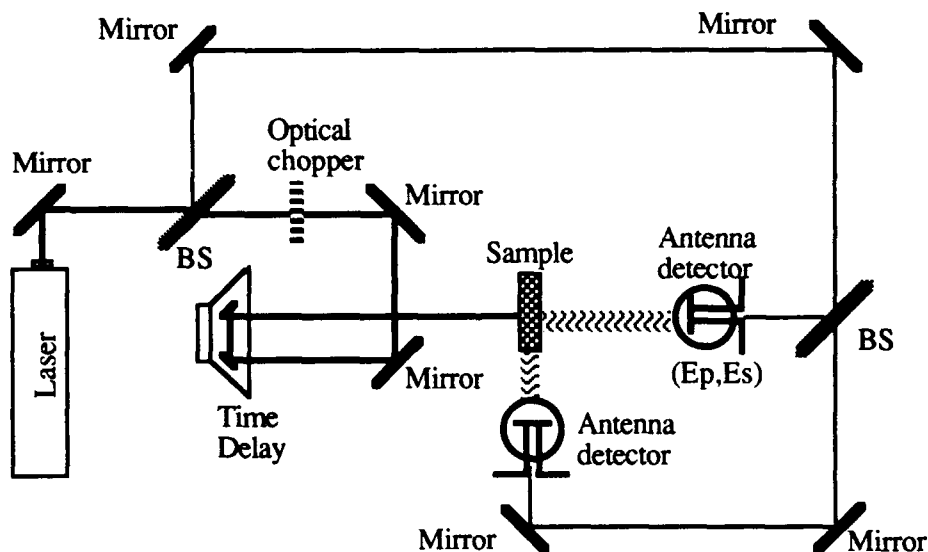 Mirror
Mirror
Optical
chopper
Mirror
Mirror
BS
Sample
Antenna
detector
Laser
BS
Mirror
(Ep,Es)
Time
Delay
Antenna
detector
Mirror
Mirror